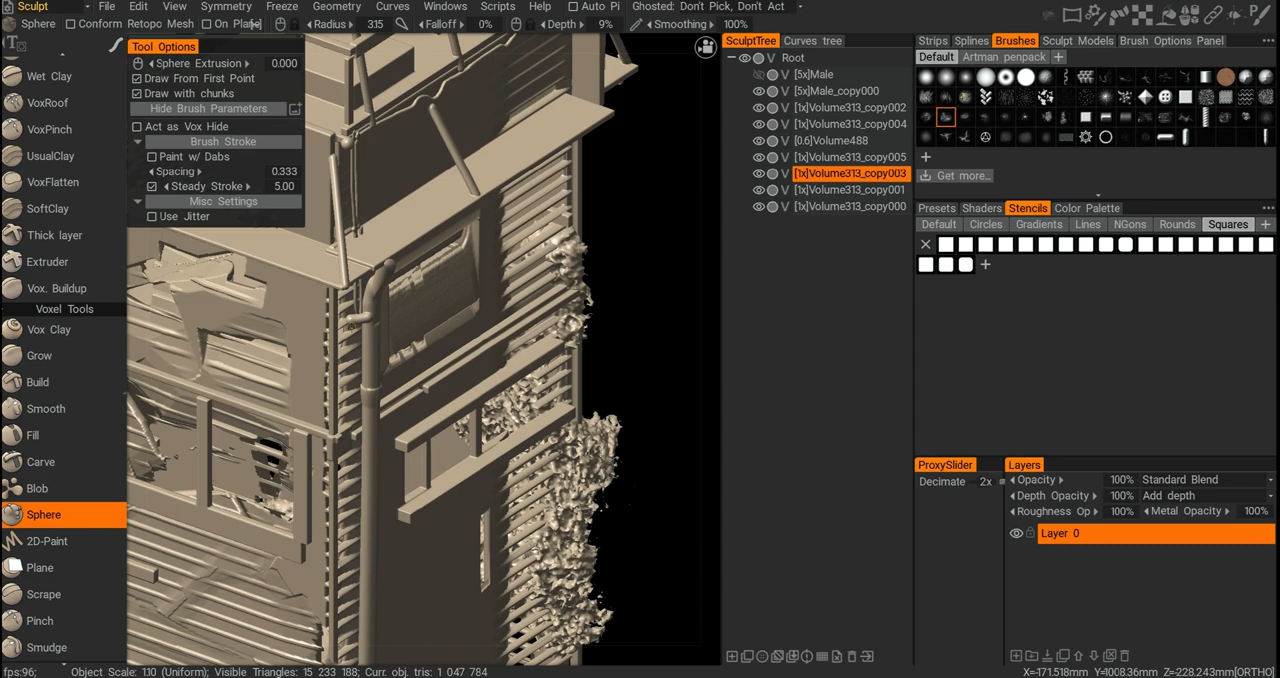 Sculpt File Edit View Symmetry Freeze Geometry Curves Windows Scripts Help Auto Pi Ghosted: Don't Pick, Don't Act
Sphere Conform Retopo Mesh On Radius 315 Falloff 0% Depth 9% Smoothing 100%
Tool Options
Sphere Extrusion 0.000
Draw From First Point
Draw with chunks
Hide Brush Parameters
Act as Vox Hide
Brush Stroke
Paint w/ Dabs
Spacing 0.333
Steady Stroke 5.00
Misc Settings
Use Jitter
Wet Clay
VoxRoof
VoxPinch
UsualClay
VoxFlatten
SoftClay
Thick layer
Extruder
Vox. Buildup
Voxel Tools
Vox Clay
Grow
Build
Smooth
Fill
Carve
Blob
Sphere
2D-Paint
Plane
Scrape
Pinch
Smudge
SculptTree Curves tree
Root
V [5x]Male
V [5x]Male_copy000
V [1x]Volume313_copy002
V [1x]Volume313_copy004
V [0.6]Volume488
V [1x]Volume313_copy005
V [1x]Volume313_copy003
V [1x]Volume313_copy001
V [1x]Volume313_copy000
Strips Splines Brushes Sculpt Models Brush Options Panel
Default Artman penpack
Get more..
Presets Shaders Stencils Color Palette
Default Circles Gradients Lines NGons Rounds Squares
ProxySlider
Decimate 2x
Layers
Opacity 100% Standard Blend
Depth Opacity 100% Add depth
Roughness Op 100% Metal Opacity 100%
Layer 0
fps:96; Object Scale: 110 (Uniform); Visible Triangles: 15 233 188; Curr. obj. tris: 1 047 784 X=-171.518mm Y=1008.36mm Z=-228.243mm[ORTHO]